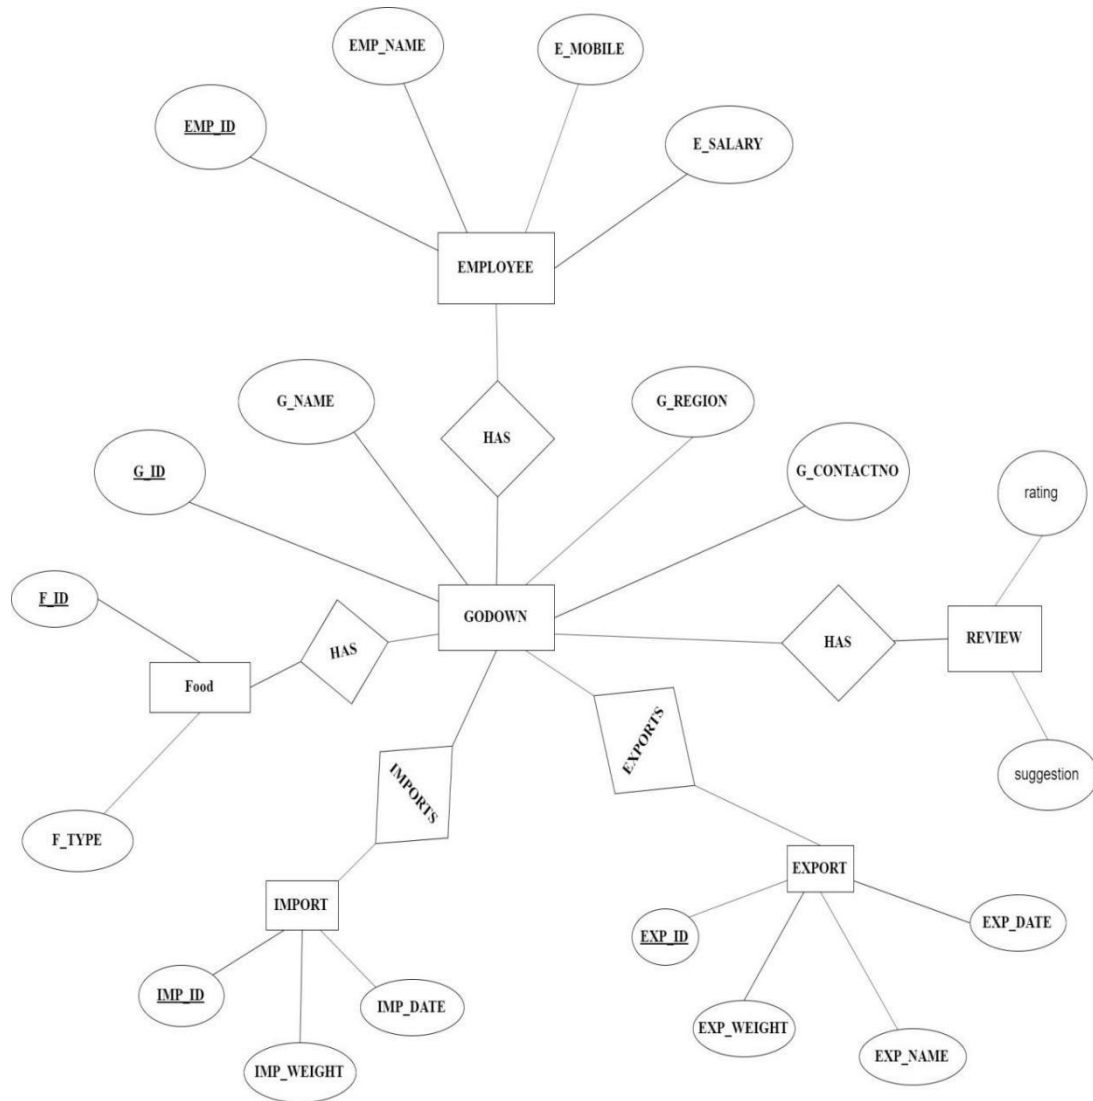 EMP_NAME
E_MOBILE
EMP_ID
E_SALARY
EMPLOYEE
G_NAME
G_REGION
HAS
G_ID
G_CONTACTNO
rating
F_ID
GODOWN
HAS
HAS
REVIEW
Food
EXPORTS
IMPORTS
suggestion
F_TYPE
EXPORT
IMPORT
EXP_DATE
EXP_ID
IMP_ID
IMP_DATE
EXP_WEIGHT
EXP_NAME
IMP_WEIGHT